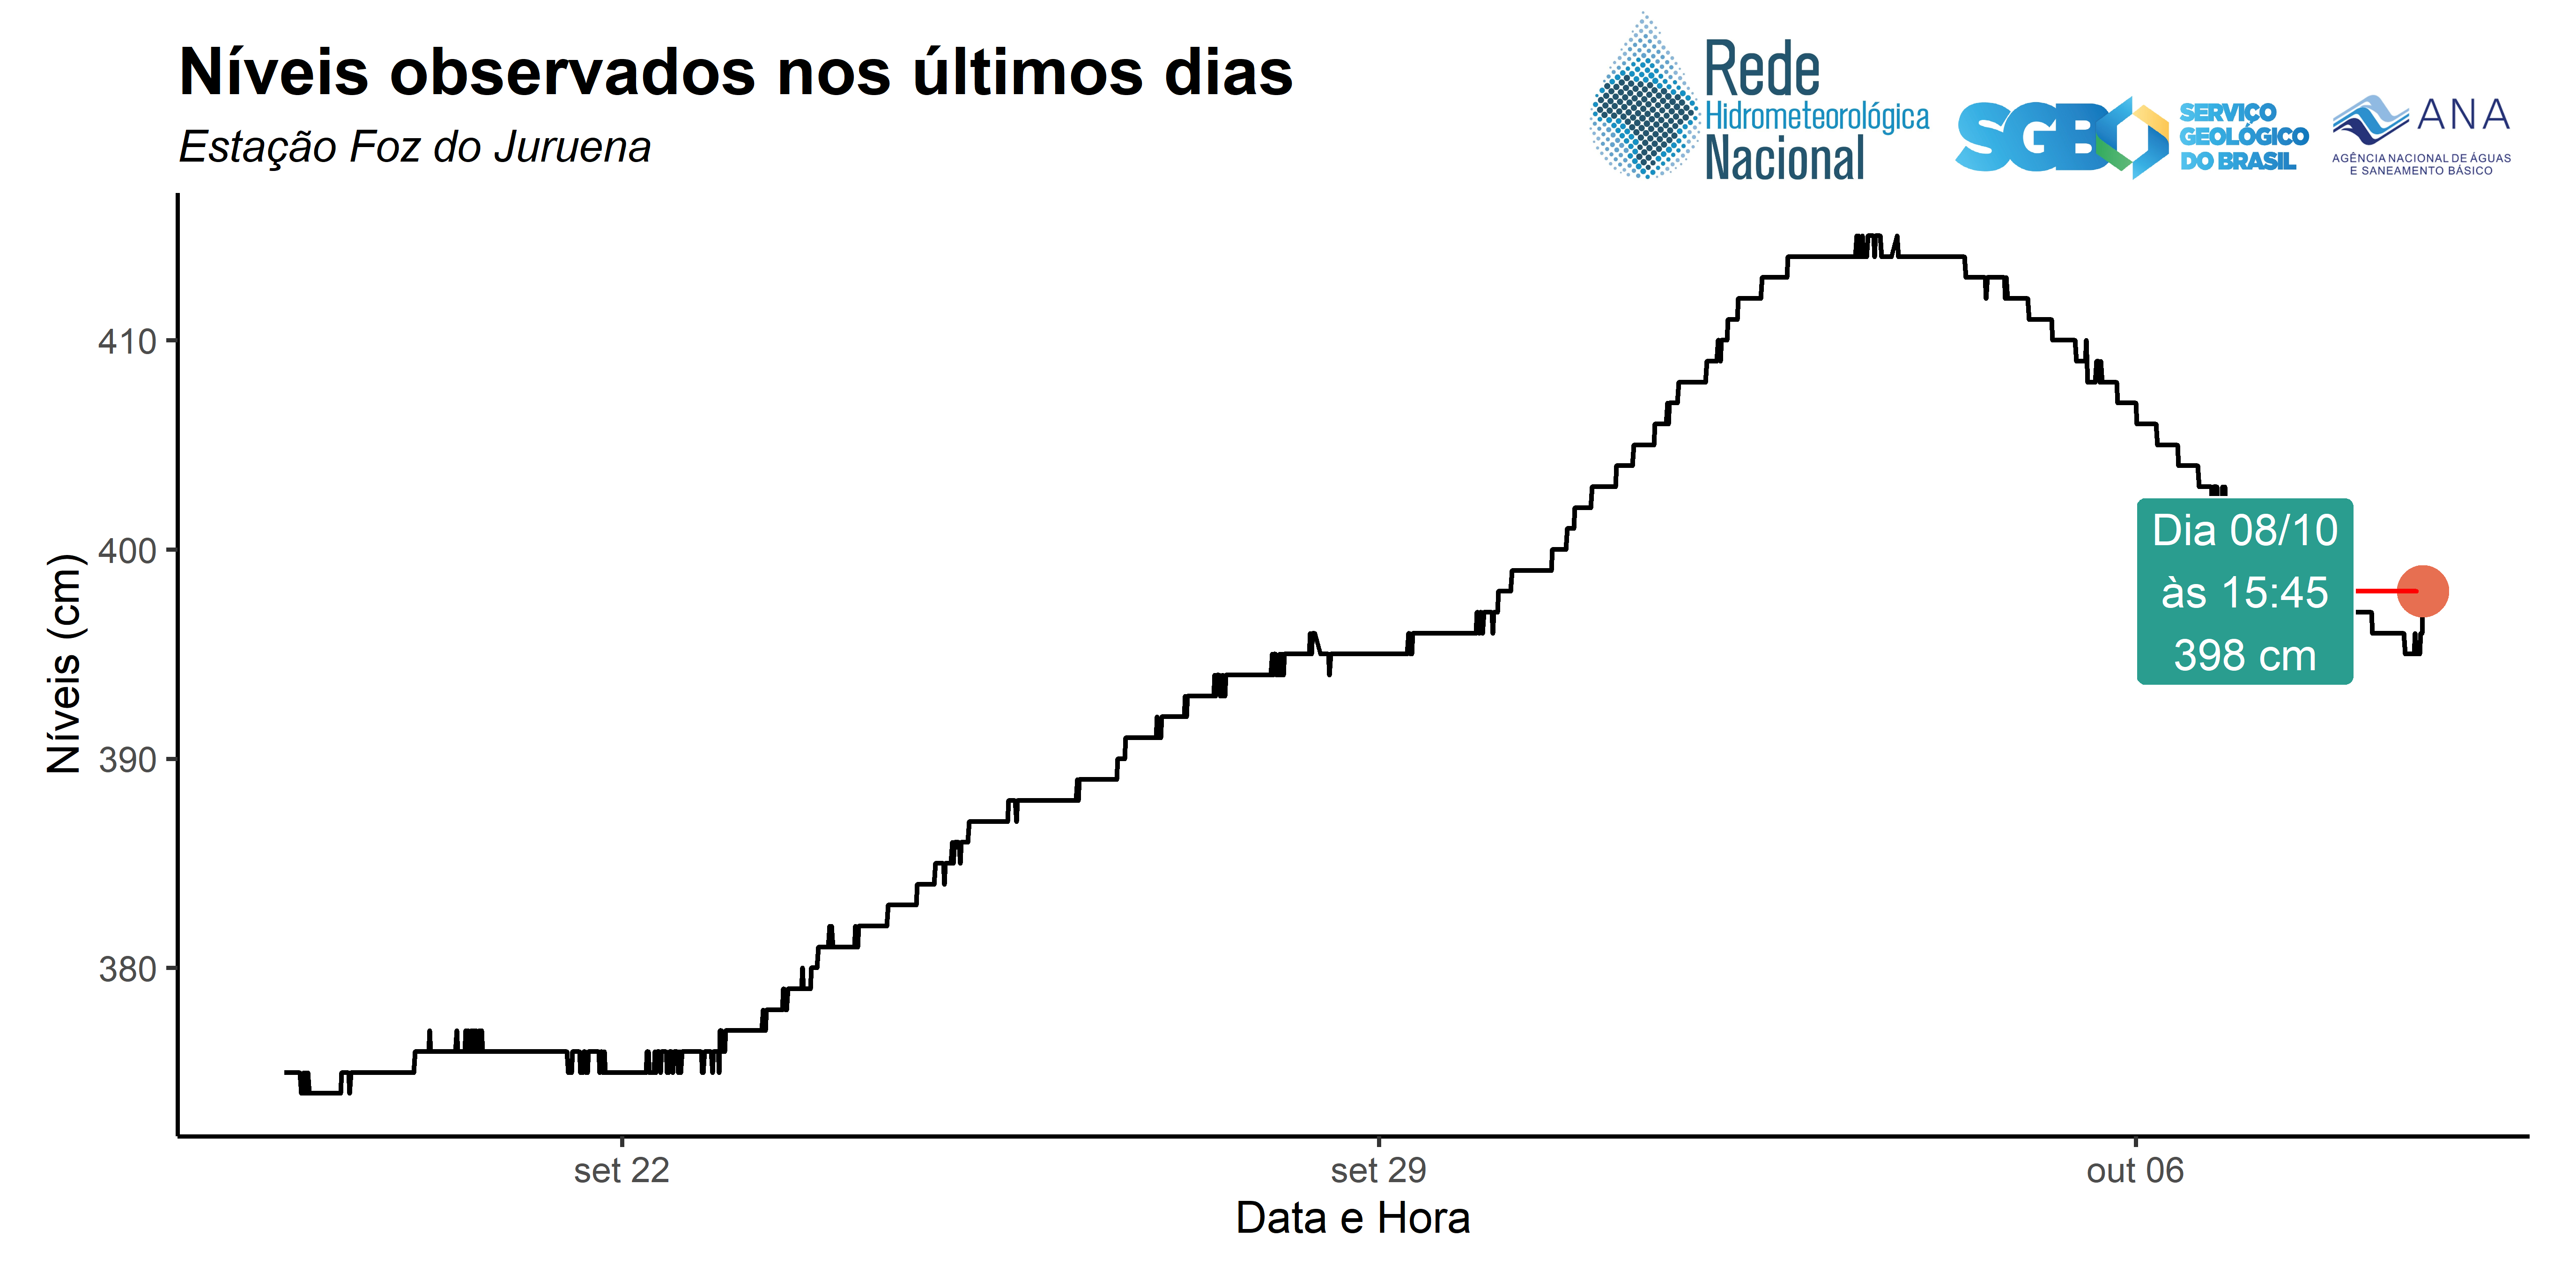 Níveis observados nos últimos dias
Estação Foz do Juruena
Rede
Hidrometeorológica
Nacional
SGB
SERVIÇO
GEOLÓGICO
DO BRASIL
ANA
AGÊNCIA NACIONAL DE ÁGUAS
E SANEAMENTO BÁSICO
Níveis (cm)
410
400
390
380
Dia 08/10
às 15:45
398 cm
set 22
set 29
out 06
Data e Hora